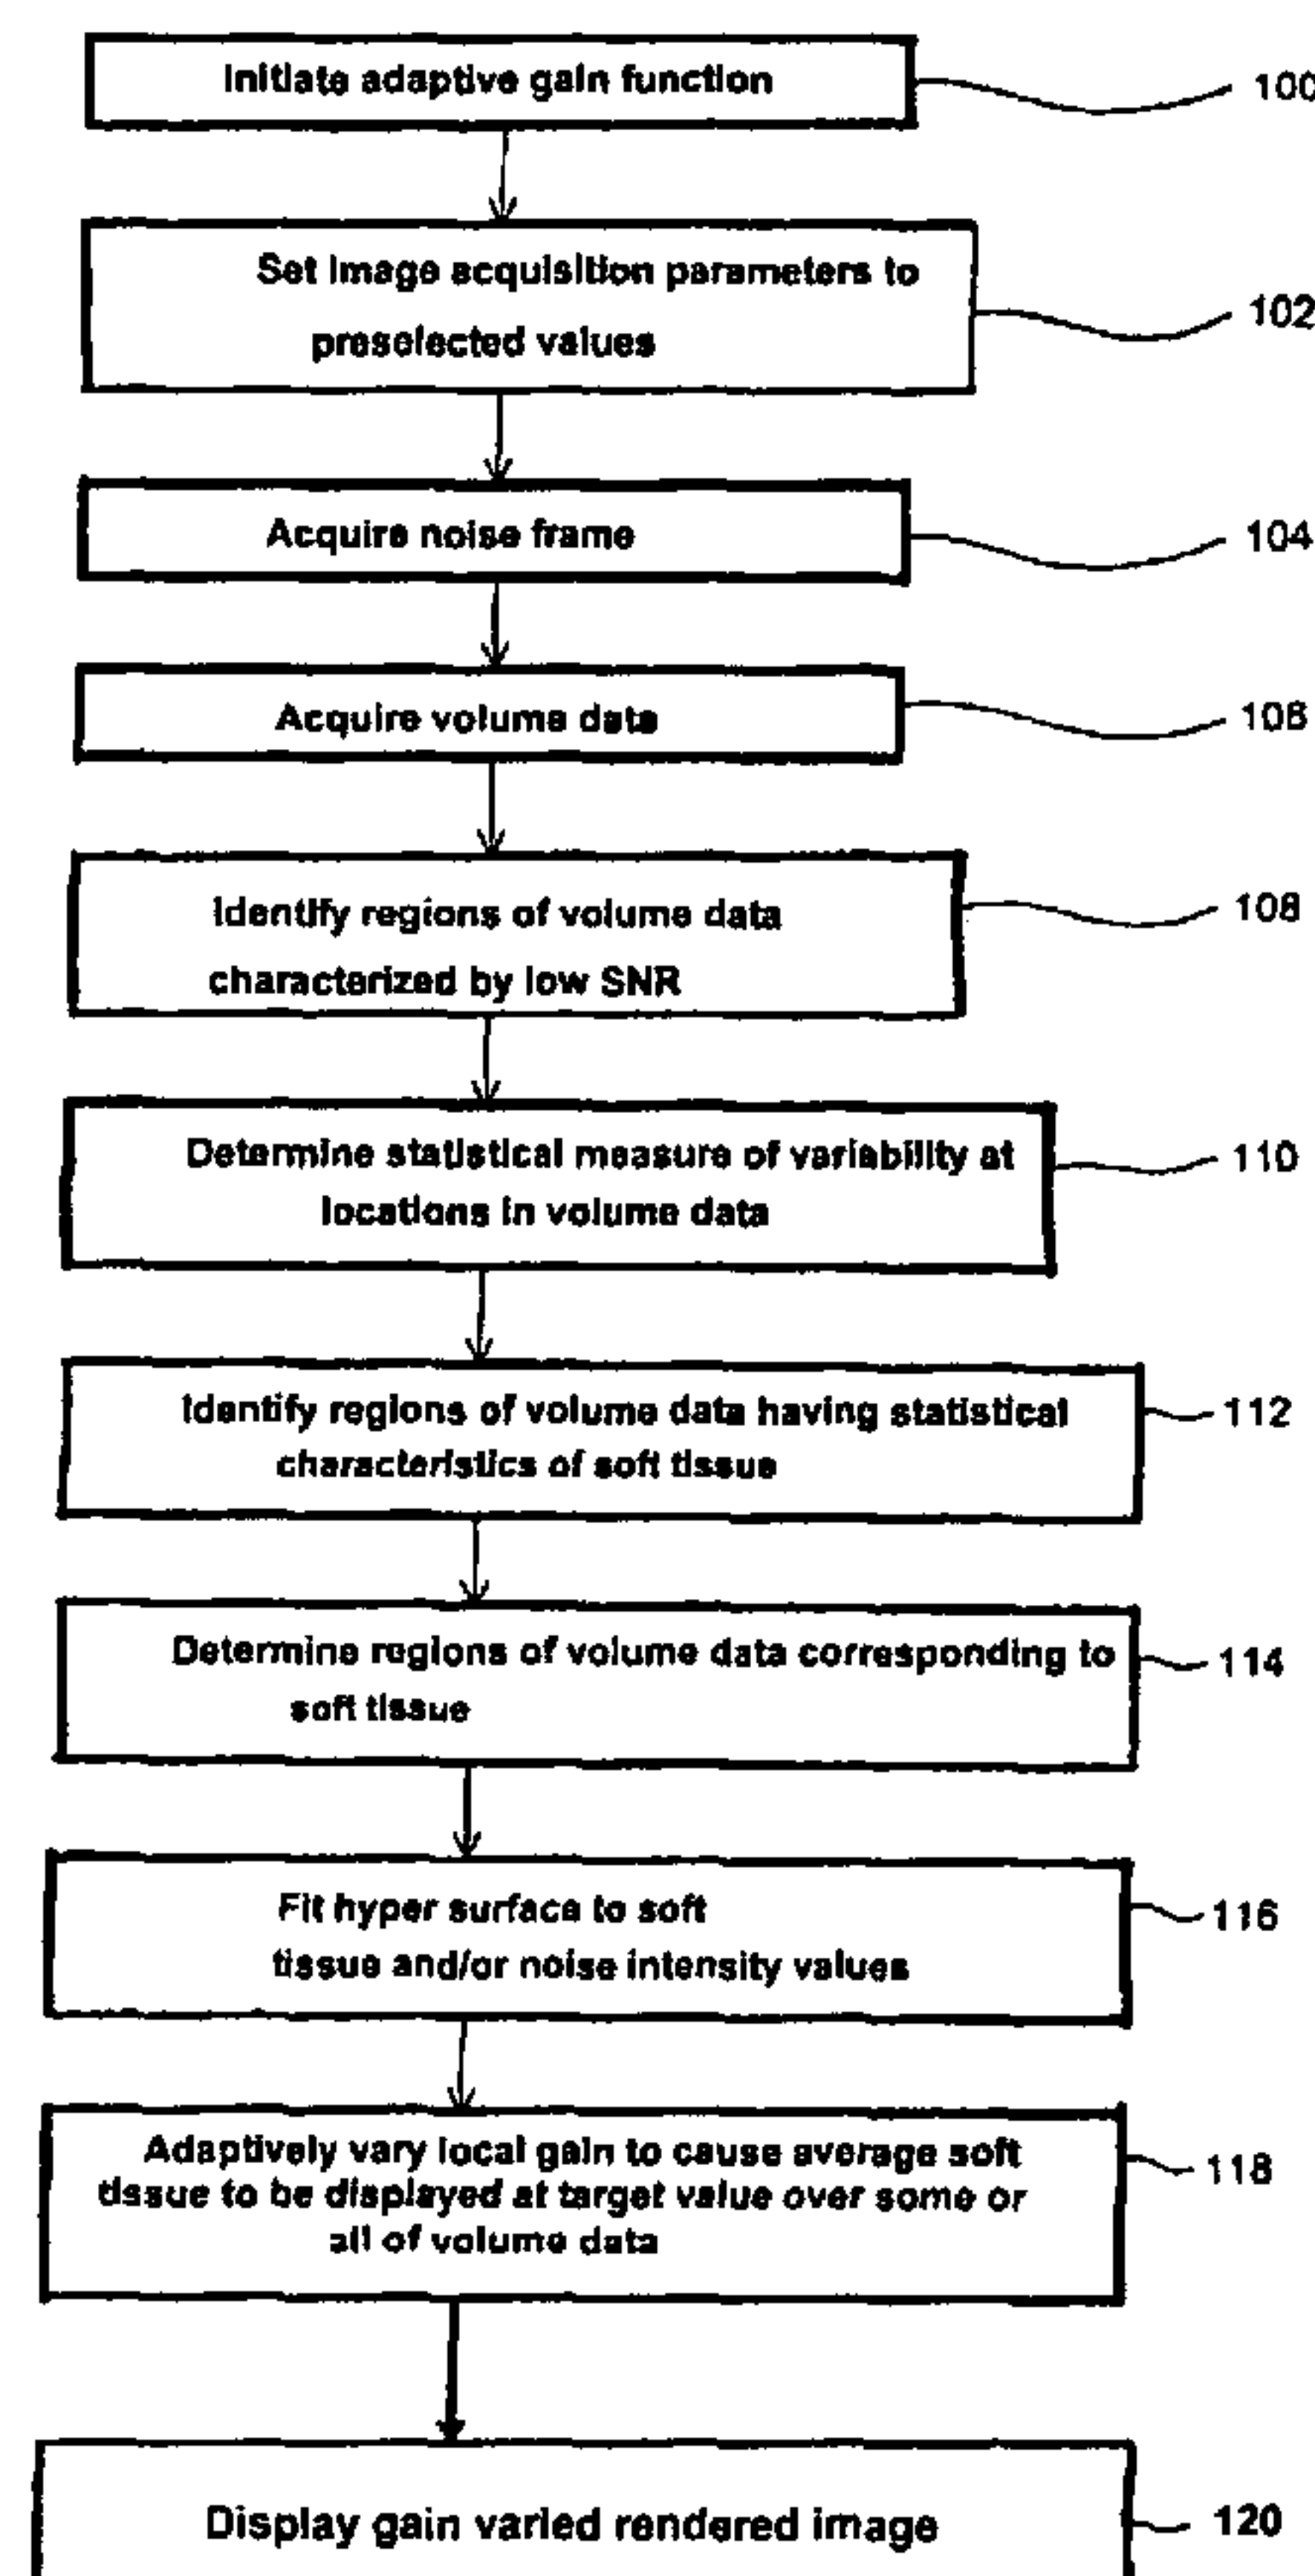 Initiate adaptive gain function
100
Set image acquisition parameters to
preselected values
102
Acquire noise frame
104
Acquire volume data
106
Identify regions of volume data
characterized by low SNR
108
Determine statistical measure of variability at
locations in volume data
110
Identify regions of volume data having statistical
characteristics of soft tissue
112
Determine regions of volume data corresponding to
soft tissue
114
Fit hyper surface to soft
tissue and/or noise intensity values
116
Adaptively vary local gain to cause average soft
tissue to be displayed at target value over some or
all of volume data
118
Display gain varied rendered image
120